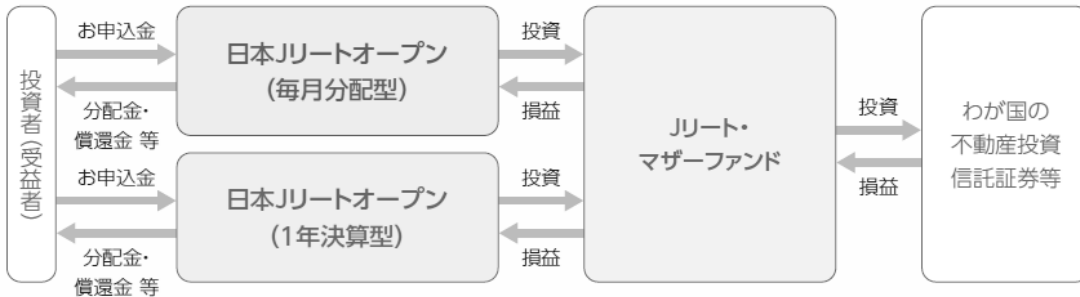 投資者(受益者)
お申込金
分配金・
償還金 等
日本Jリートオープン
(毎月分配型)
投資
損益
お申込金
分配金・
償還金 等
日本Jリートオープン
(1年決算型)
投資
損益
Jリート・
マザーファンド
投資
損益
わが国の
不動産投資
信託証券等